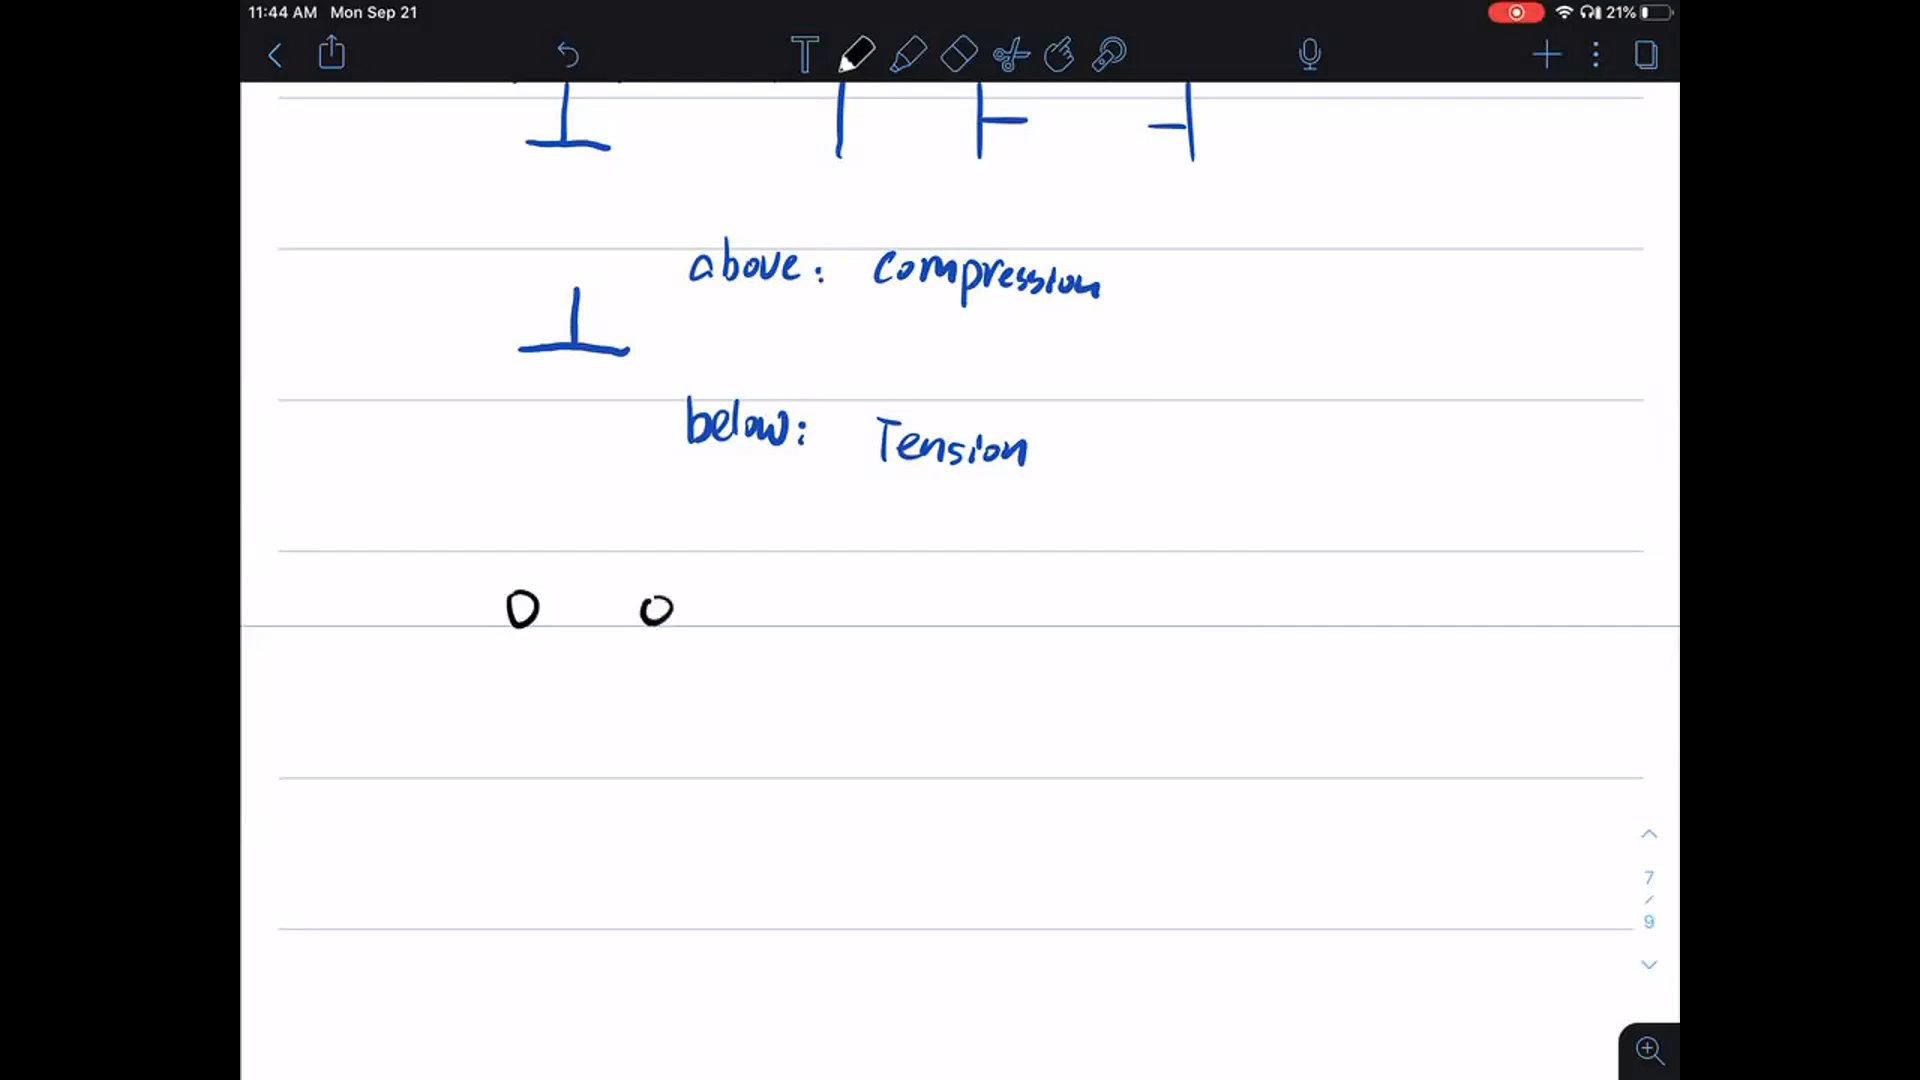 11:44 AM Mon Sep 21
21%
T
above: compression
⊥
below: Tension
O O
7
/
9